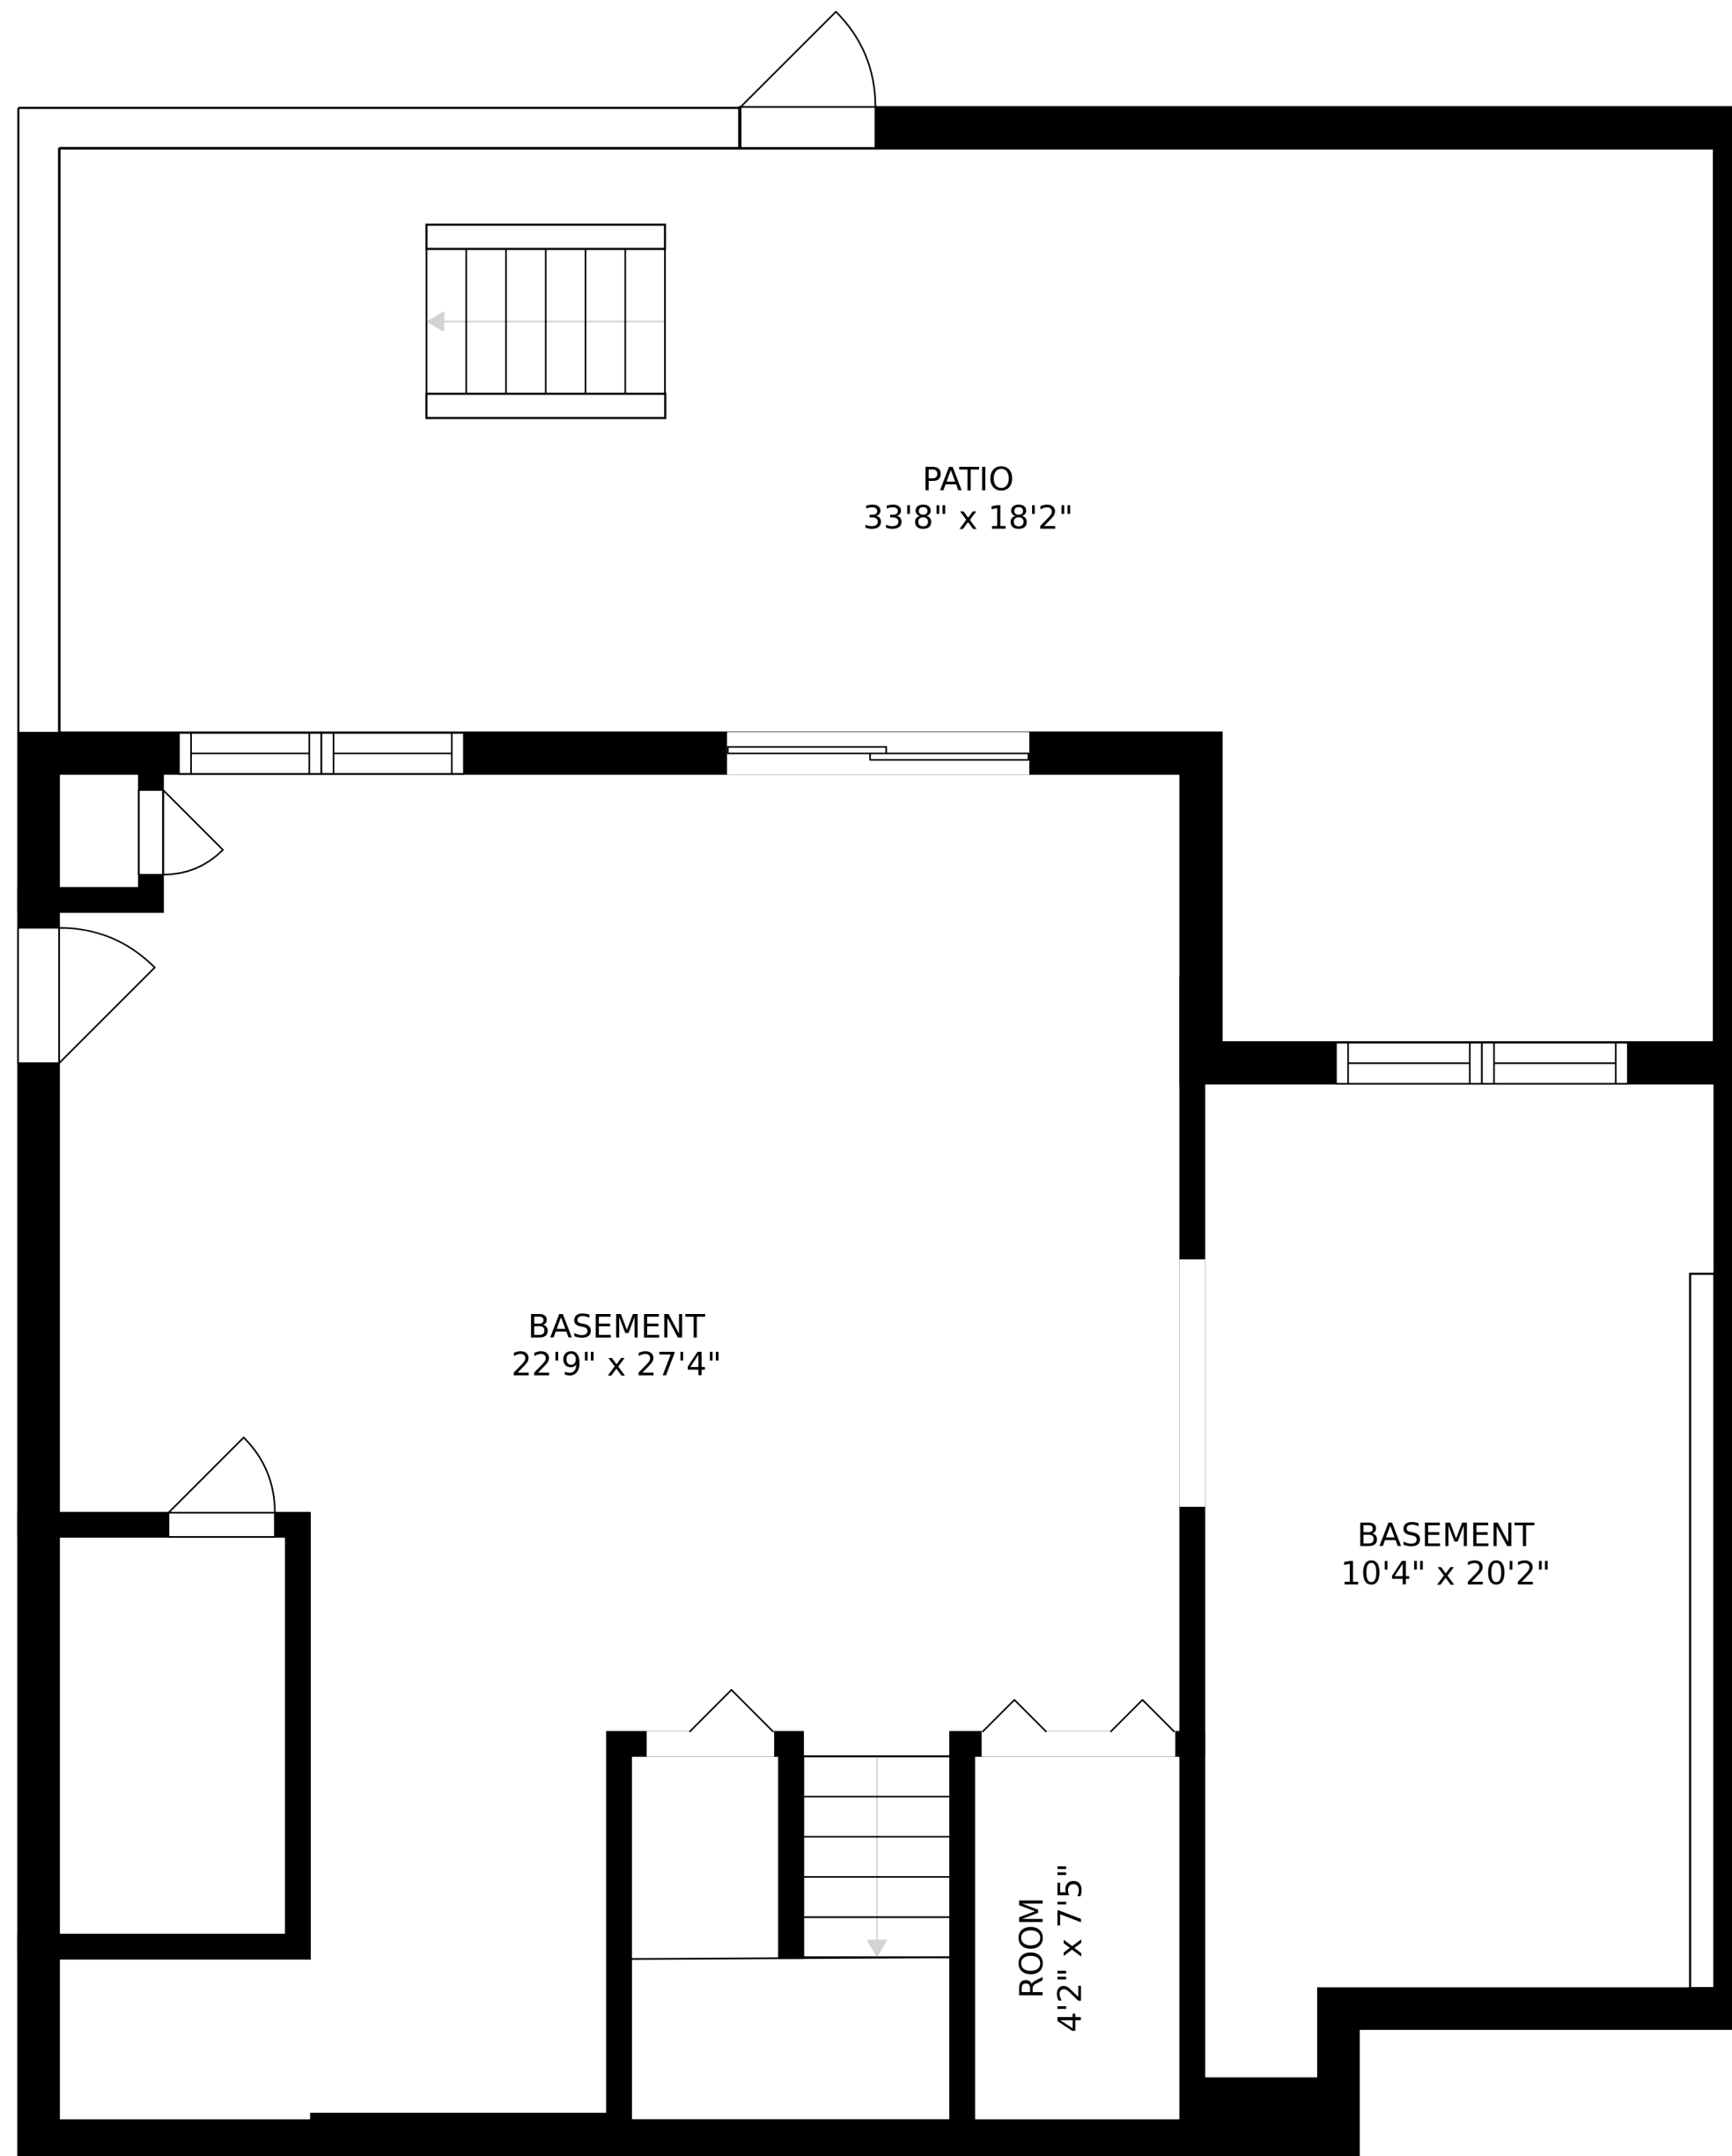 PATIO
33'8" x 18'2"
BASEMENT
22'9" x 27'4"
BASEMENT
10'4" x 20'2"
ROOM
4'2" x 7'5"